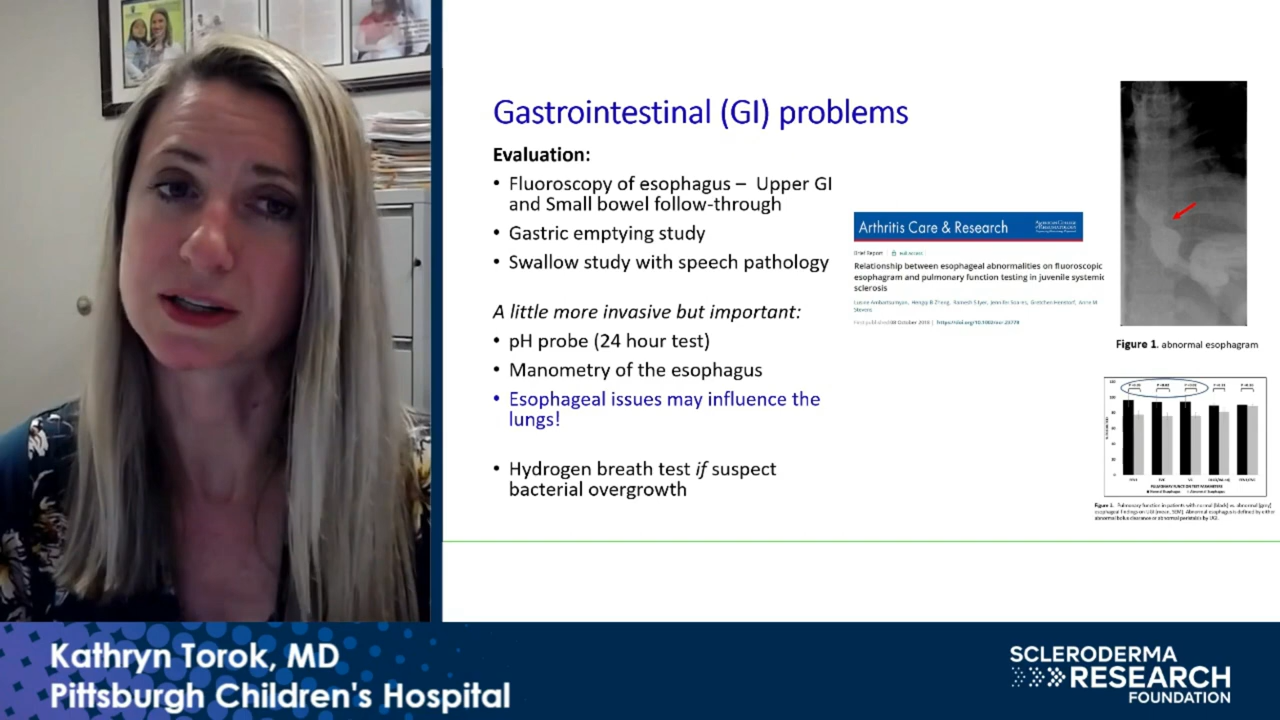 Gastrointestinal (GI) problems
Evaluation:
• Fluoroscopy of esophagus – Upper GI
and Small bowel follow-through
• Gastric emptying study
• Swallow study with speech pathology
A little more invasive but important:
• pH probe (24 hour test)
• Manometry of the esophagus
• Esophageal issues may influence the
lungs!
• Hydrogen breath test if suspect
bacterial overgrowth
Arthritis Care & Research
Brief Report
Relationship between esophageal abnormalities on fluoroscopic
esophagram and pulmonary function testing in juvenile systemic
sclerosis
Figure 1. abnormal esophagram
Kathryn Torok, MD
Pittsburgh Children's Hospital
SCLERODERMA
RESEARCH
FOUNDATION